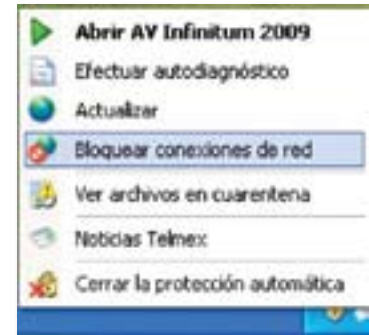 Abrir AV Infinitum 2009
Efectuar autodiagnóstico
Actualizar
Bloquear conexiones de red
Ver archivos en cuarentena
Noticias Telmex
Cerrar la protección automática